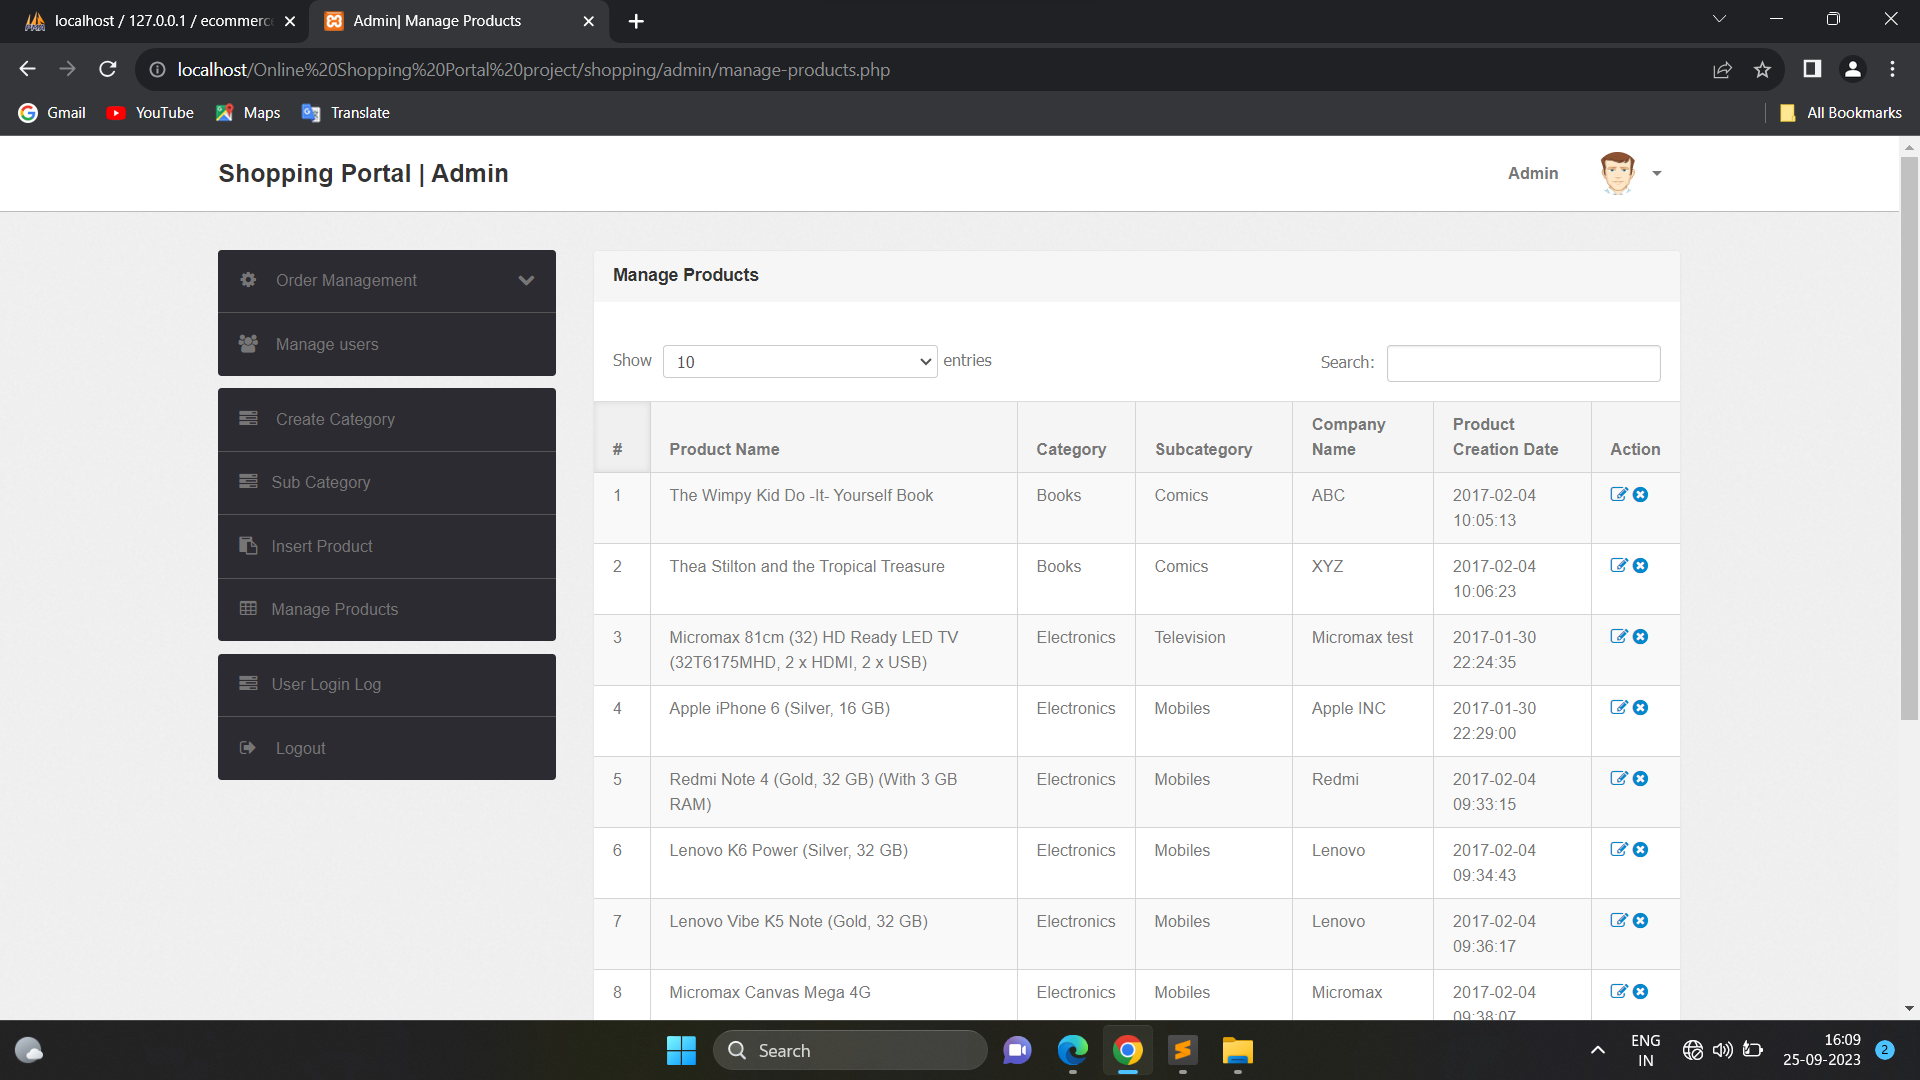 localhost / 127.0.0.1 / ecommerc
Admin| Manage Products
localhost/Online%20Shopping%20Portal%20project/shopping/admin/manage-products.php
Gmail
YouTube
Maps
Translate
All Bookmarks
Shopping Portal | Admin
Admin
Order Management
Manage users
Create Category
Sub Category
Insert Product
Manage Products
User Login Log
Logout
Manage Products
Show 10 entries
Search:
# Product Name Category Subcategory Company Name Product Creation Date Action
1 The Wimpy Kid Do -It- Yourself Book Books Comics ABC 2017-02-04
10:05:13
2 Thea Stilton and the Tropical Treasure Books Comics XYZ 2017-02-04
10:06:23
3 Micromax 81cm (32) HD Ready LED TV Electronics Television Micromax test 2017-01-30
(32T6175MHD, 2 x HDMI, 2 x USB) 22:24:35
4 Apple iPhone 6 (Silver, 16 GB) Electronics Mobiles Apple INC 2017-01-30
22:29:00
5 Redmi Note 4 (Gold, 32 GB) (With 3 GB Electronics Mobiles Redmi 2017-02-04
RAM) 09:33:15
6 Lenovo K6 Power (Silver, 32 GB) Electronics Mobiles Lenovo 2017-02-04
09:34:43
7 Lenovo Vibe K5 Note (Gold, 32 GB) Electronics Mobiles Lenovo 2017-02-04
09:36:17
8 Micromax Canvas Mega 4G Electronics Mobiles Micromax 2017-02-04
09:38:07
Search
ENG
IN
16:09
25-09-2023
2